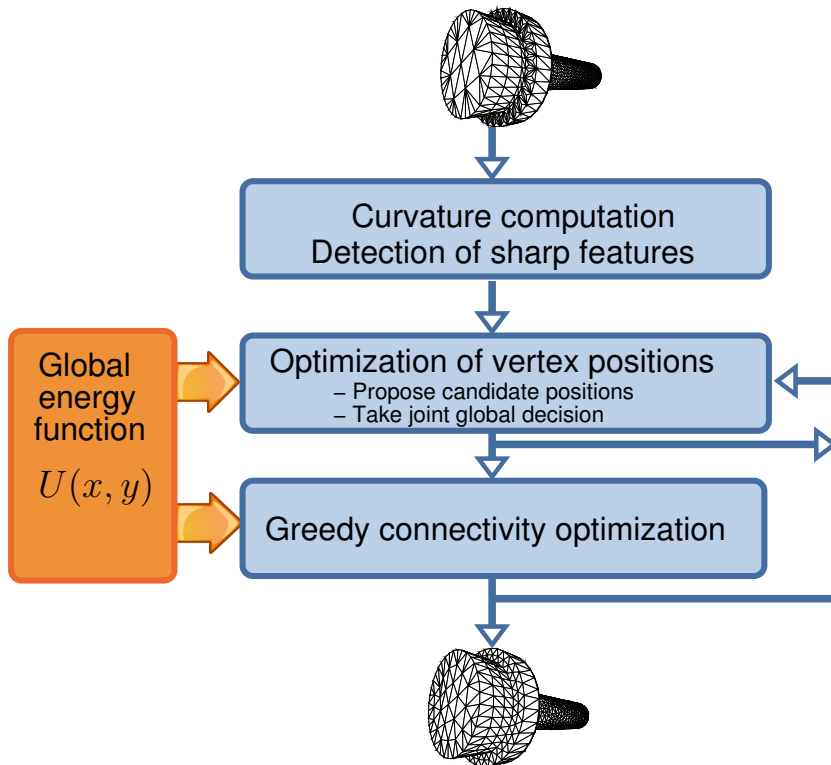 Curvature computation
Detection of sharp features
Optimization of vertex positions
– Propose candidate positions
– Take joint global decision
Global
energy
function
U(x, y)
Greedy connectivity optimization